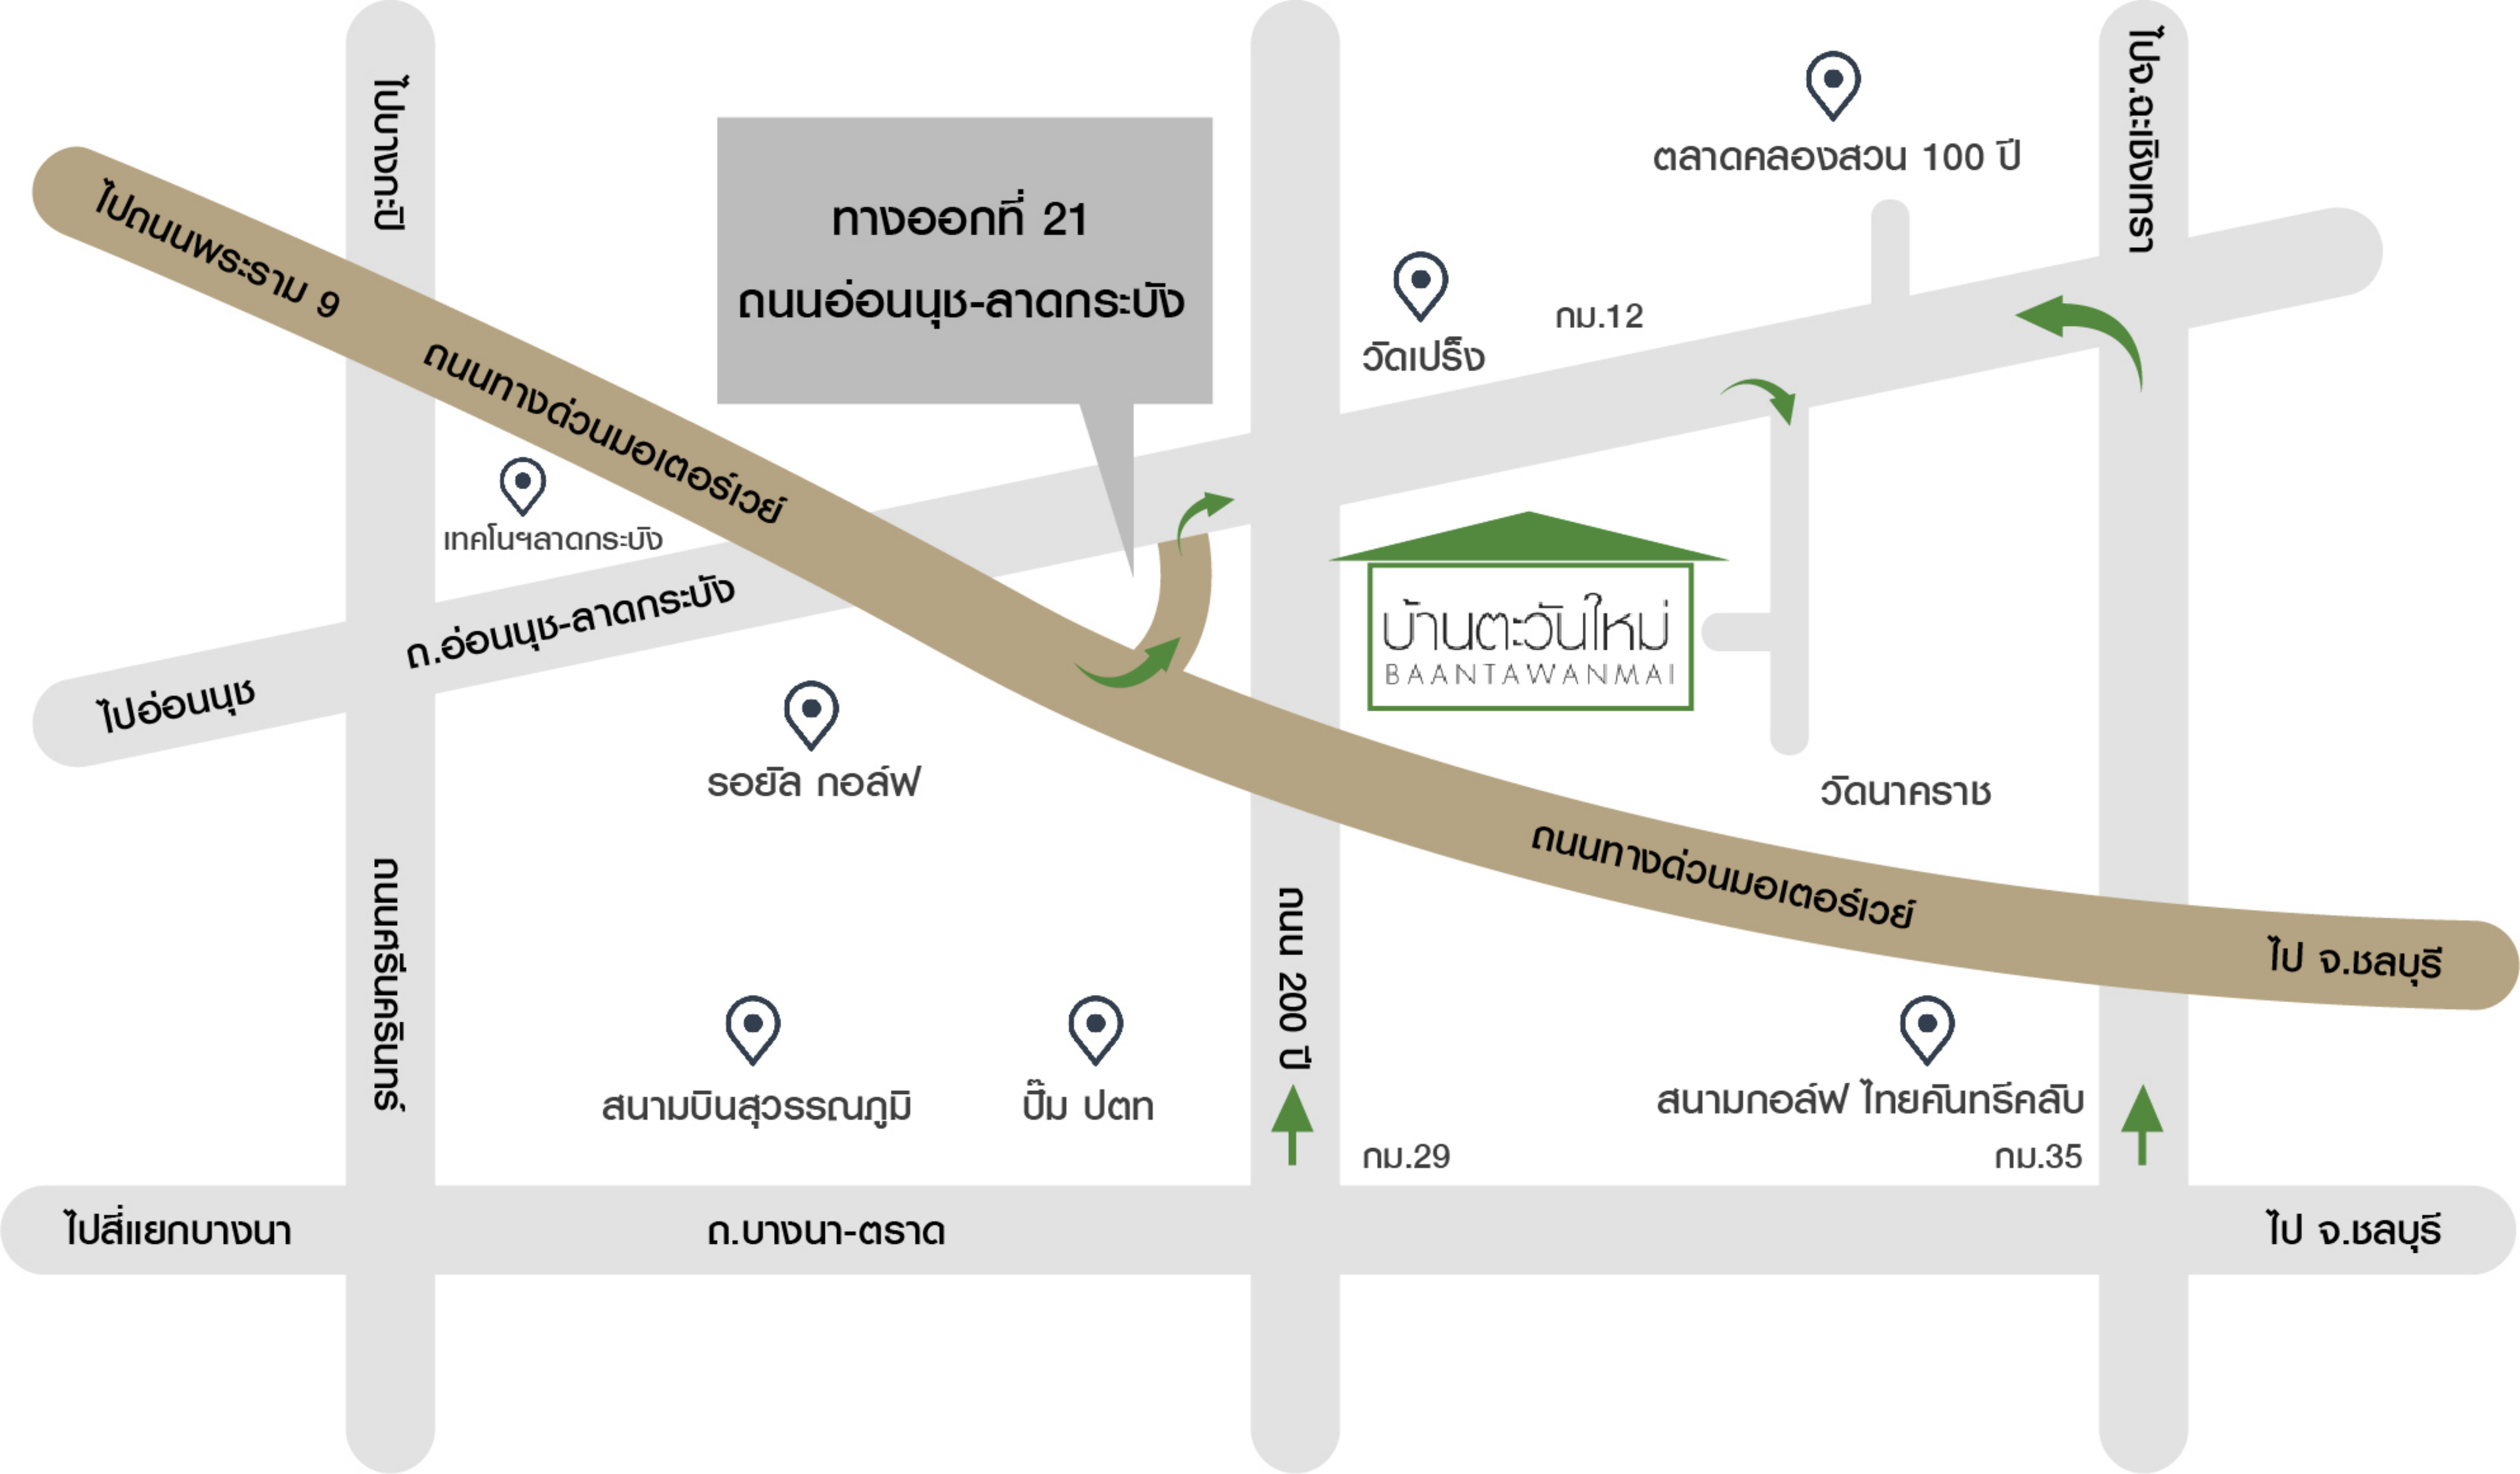 ไปบางกะปิ
ไปจ.ฉะเชิงเทรา
ตลาดคลองสวน 100 ปี
ไปถนนพระราม 9
ทางออกที่ 21
ถนนอ่อนนุช-ลาดกระบัง
วัดเปร็ง
กม.12
ถนนทางด่วนมอเตอร์เวย์
เทคโนฯลาดกระบัง
ถ.อ่อนนุช-ลาดกระบัง
ไปอ่อนนุช
บ้านตะวันใหม่
BAANTAWANMAI
รอยัล กอล์ฟ
วัดนาคราช
ถนนทางด่วนมอเตอร์เวย์
ไป จ.ชลบุรี
ถนนศรีนครินทร์
ถนน 200 ปี
สนามบินสุวรรณภูมิ
ปั๊ม ปตท
สนามกอล์ฟ ไทยคันทรีคลับ
กม.29
กม.35
ไปสี่แยกบางนา
ถ.บางนา-ตราด
ไป จ.ชลบุรี